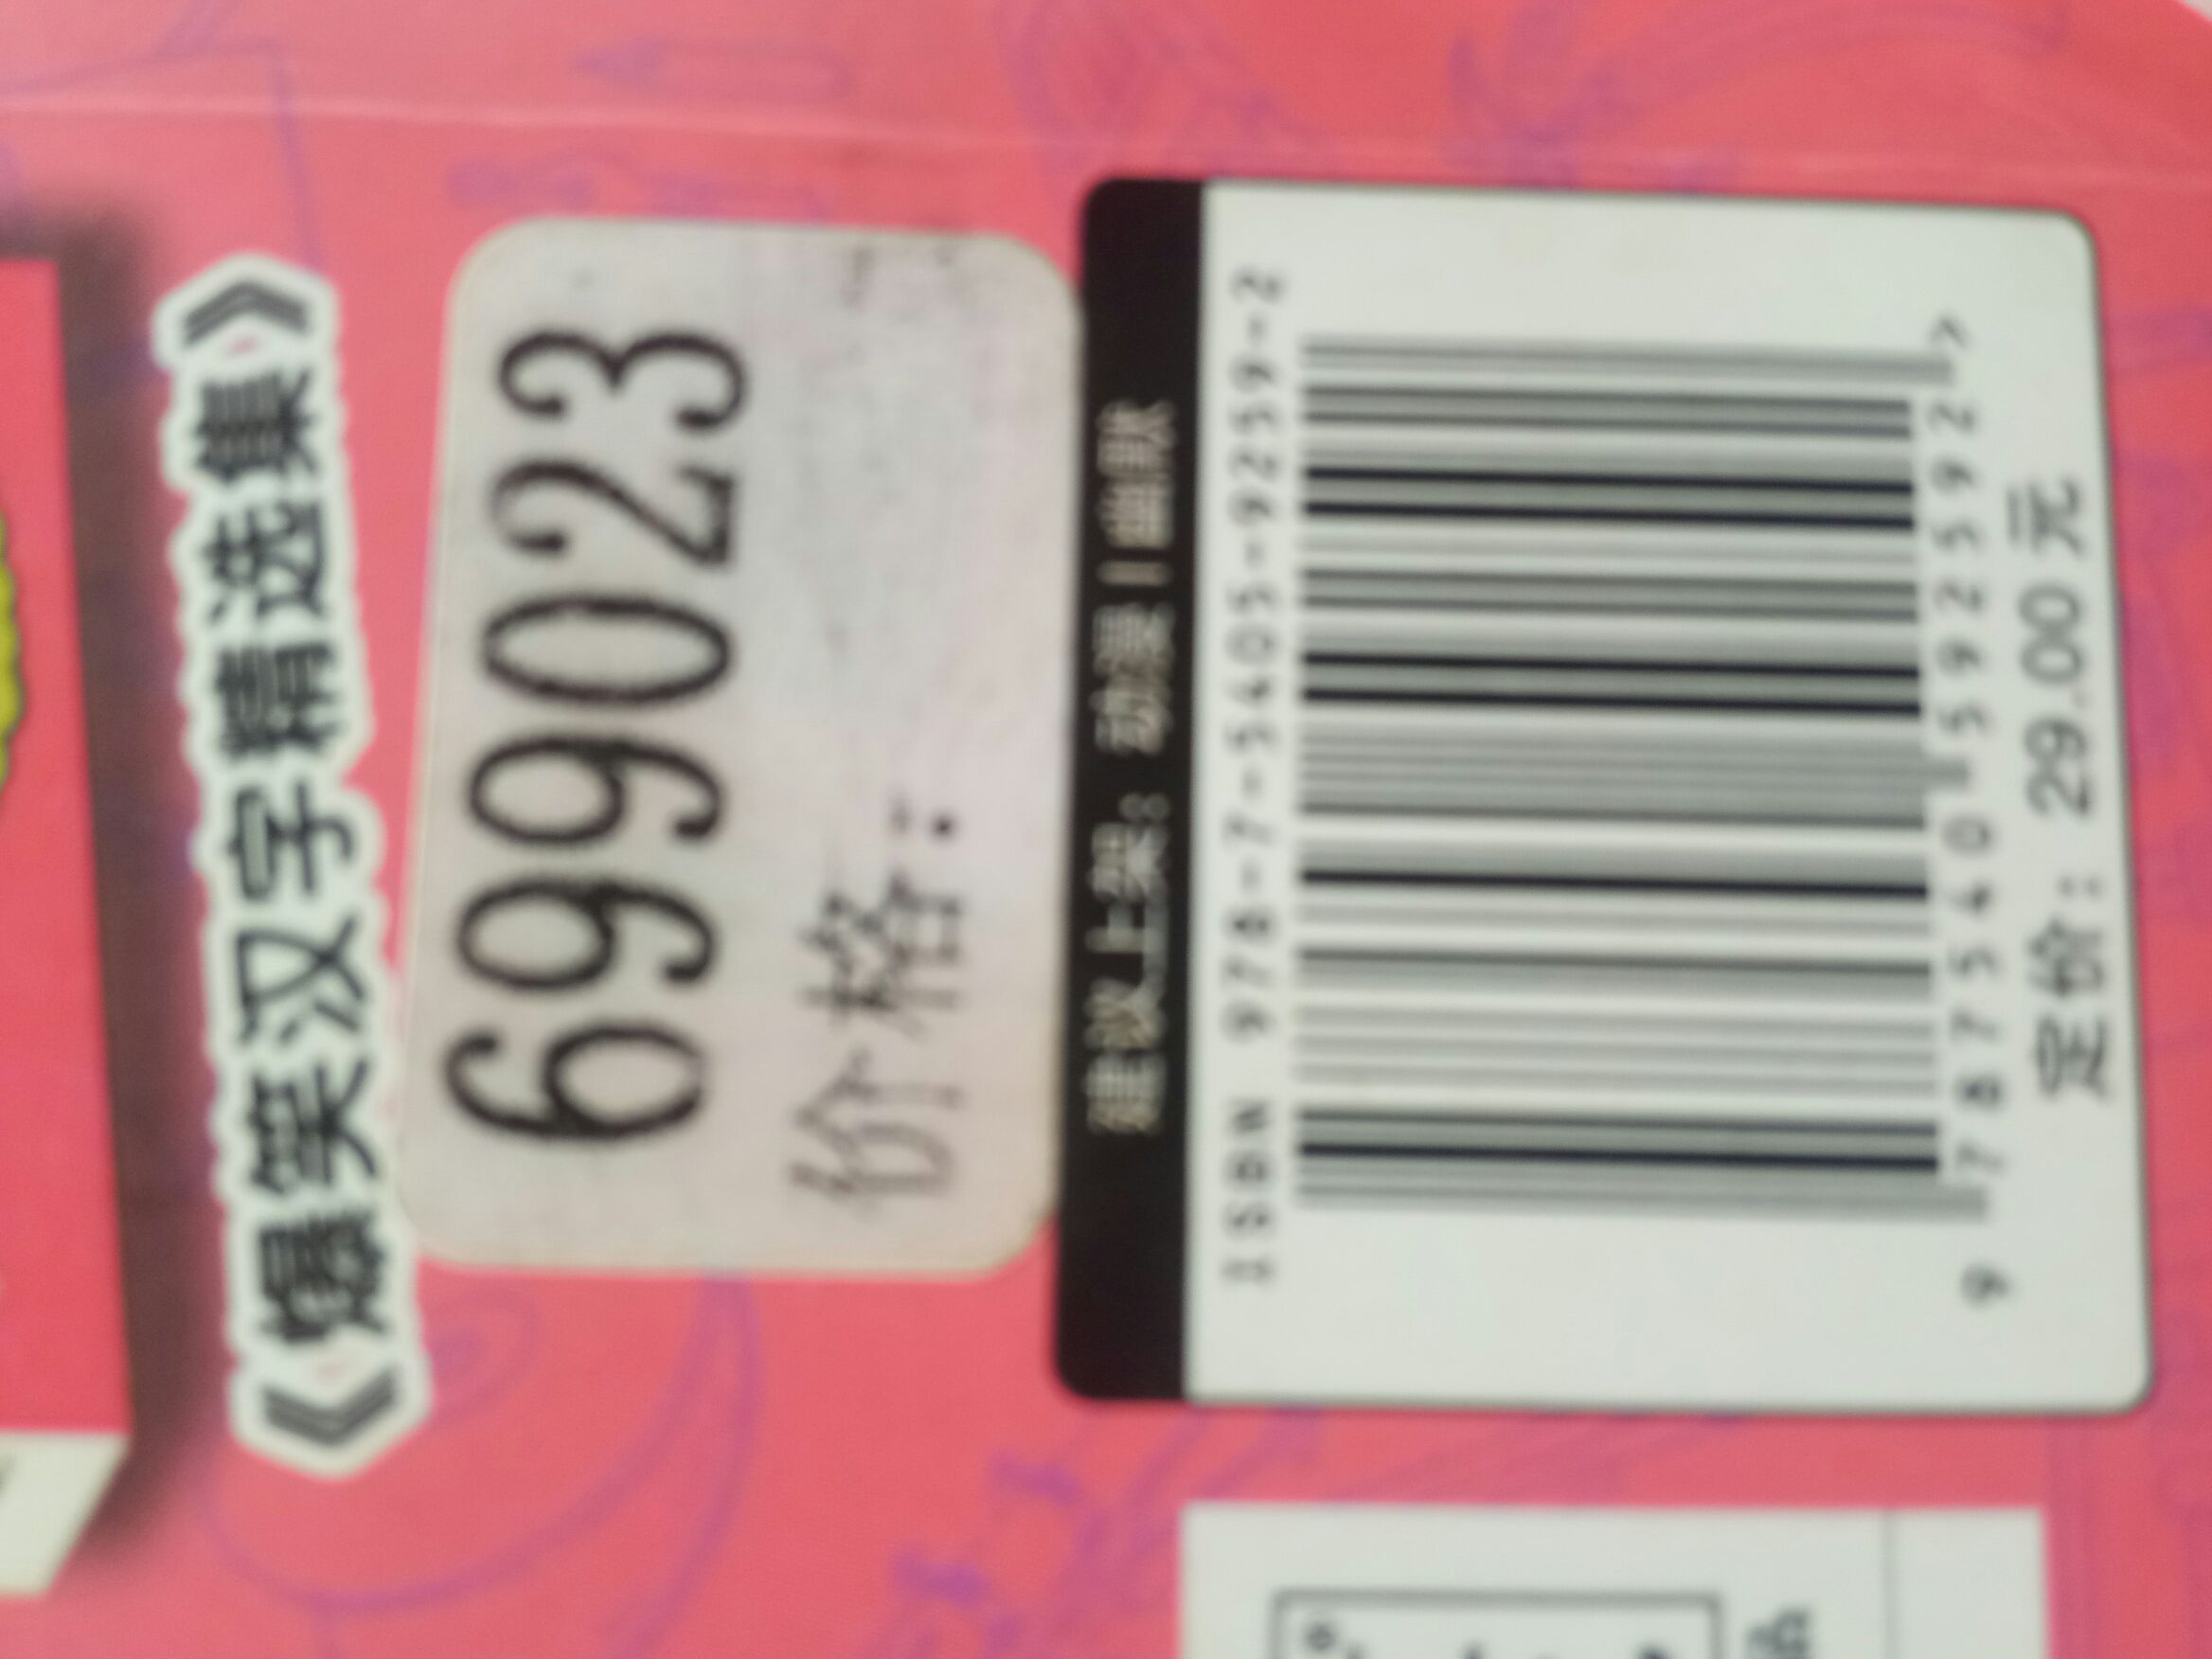 《爆笑汉字精选集》
699023
价格：
建议上架：动漫 | 幽默
ISBN 978-7-5405-9259-2
9 787540 592592 >
定价：29.00元